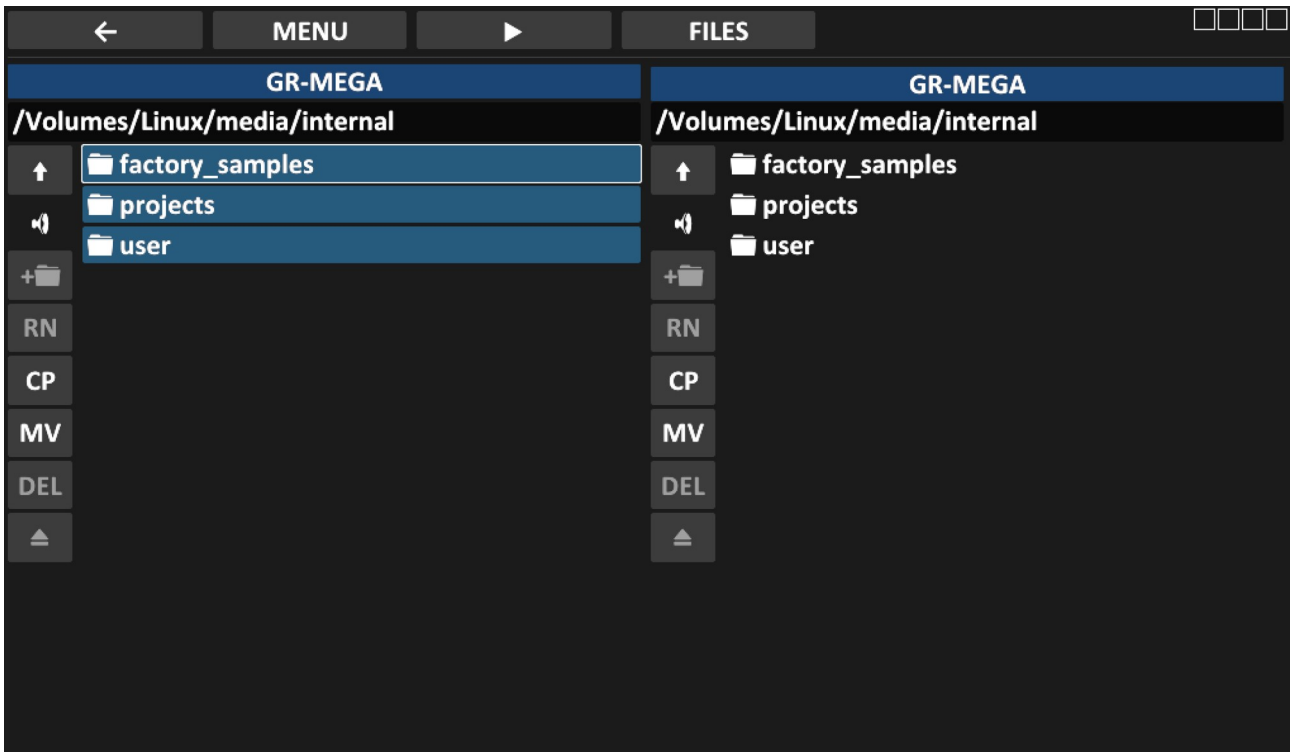 MENU
FILES
GR-MEGA
/Volumes/Linux/media/internal
factory_samples
projects
user
RN
CP
MV
DEL
GR-MEGA
/Volumes/Linux/media/internal
factory_samples
projects
user
RN
CP
MV
DEL